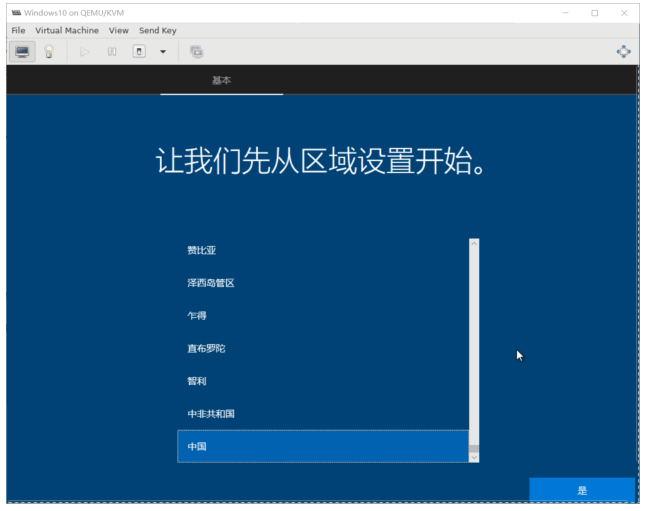 Windows10 on QEMU/KVM
File Virtual Machine View Send Key
基本
让我们先从区域设置开始。
赞比亚
泽西岛管区
乍得
直布罗陀
智利
中非共和国
中国
是